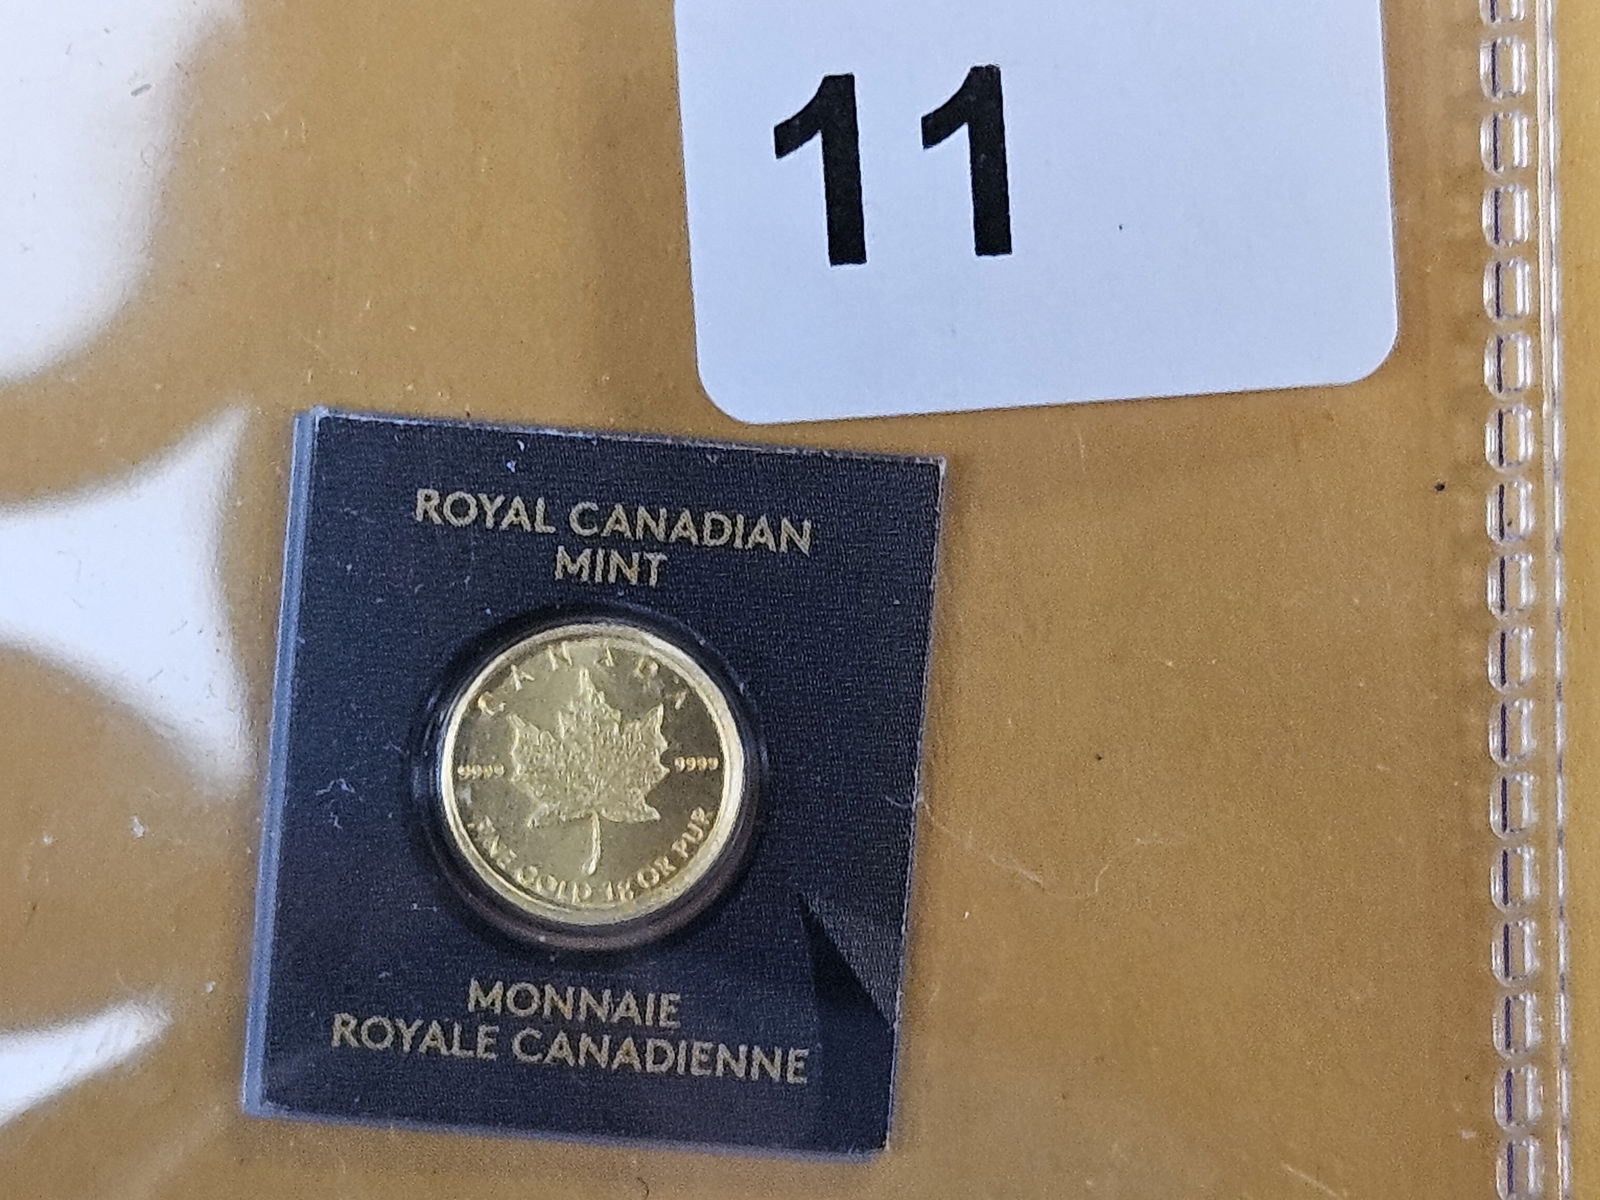 11
ROYAL CANADIAN
MINT
CANADA
9999 9999
FINE GOLD 1g OR PUR
MONNAIE
ROYALE CANADIENNE